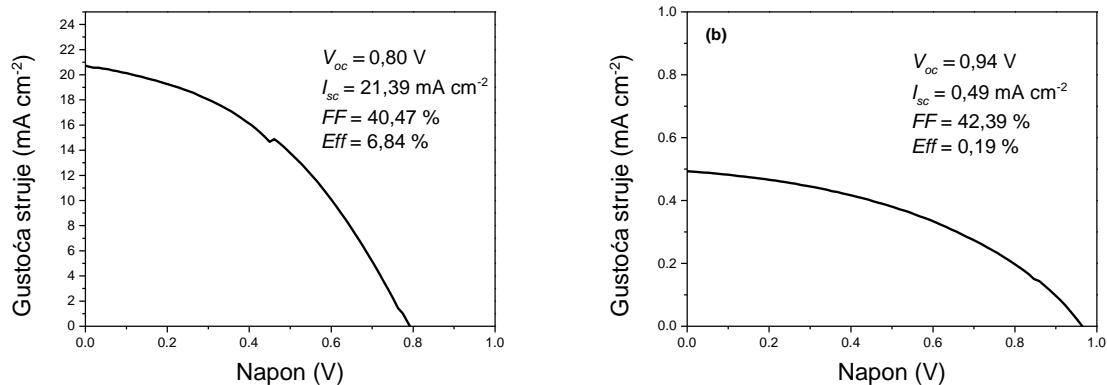 24
22
20
18
16
14
12
10
8
6
4
2
0
Gustoća struje (mA cm-2)
Voc = 0,80 V
Isc = 21,39 mA cm-2
FF = 40,47 %
Eff = 6,84 %
0.0 0.2 0.4 0.6 0.8 1.0
Napon (V)
1.0
0.8
0.6
0.4
0.2
0.0
Gustoća struje (mA cm-2)
(b)
Voc = 0,94 V
Isc = 0,49 mA cm-2
FF = 42,39 %
Eff = 0,19 %
0.0 0.2 0.4 0.6 0.8 1.0
Napon (V)